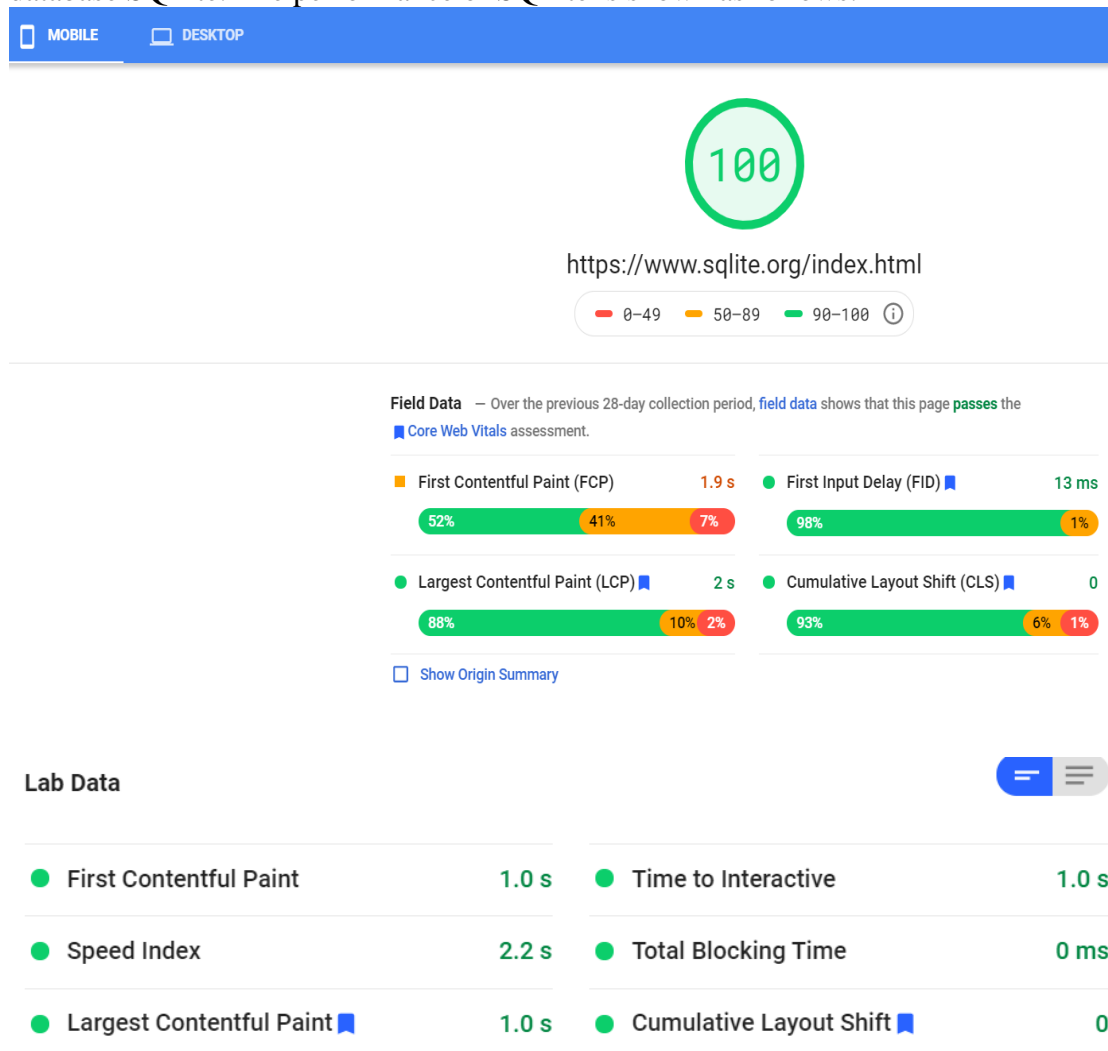 MOBILE DESKTOP
100
https://www.sqlite.org/index.html
0–49 50–89 90–100
Field Data — Over the previous 28-day collection period, field data shows that this page passes the
Core Web Vitals assessment.
First Contentful Paint (FCP) 1.9 s First Input Delay (FID) 13 ms
52% 41% 7% 98% 1%
Largest Contentful Paint (LCP) 2 s Cumulative Layout Shift (CLS) 0
88% 10% 2% 93% 6% 1%
Show Origin Summary
Lab Data
First Contentful Paint 1.0 s Time to Interactive 1.0 s
Speed Index 2.2 s Total Blocking Time 0 ms
Largest Contentful Paint 1.0 s Cumulative Layout Shift 0